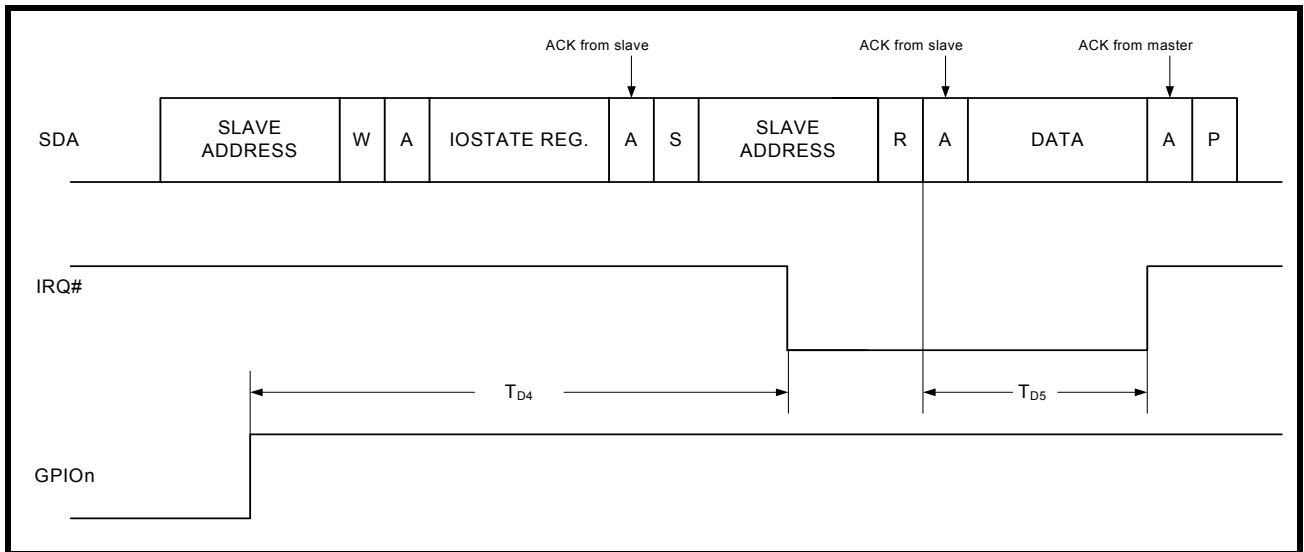 ACK from slave ACK from slave ACK from master
SDA SLAVE ADDRESS W A IOSTATE REG. A S SLAVE ADDRESS R A DATA A P
IRQ#
TD4 TD5
GPIOn